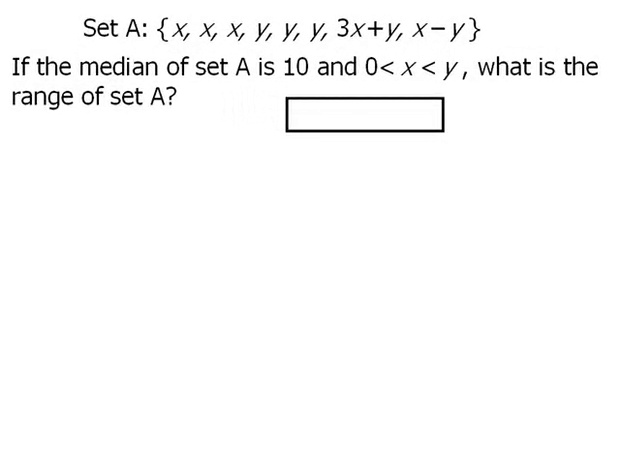 Set A: {x, x, x, y, y, y, 3x+y, x−y}
If the median of set A is 10 and 0< x < y, what is the
range of set A?